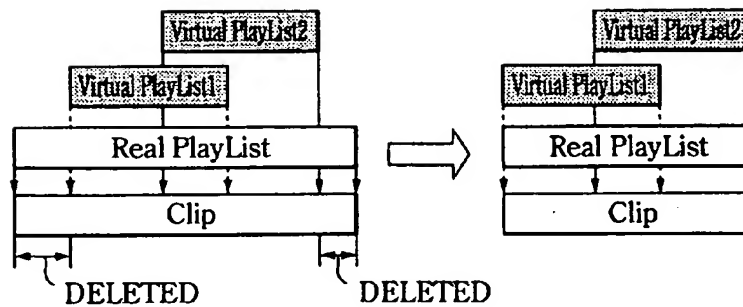 Virtual PlayList2
Virtual PlayList1
Real PlayList
Clip
DELETED
DELETED
Virtual PlayList2
Virtual PlayList1
Real PlayList
Clip